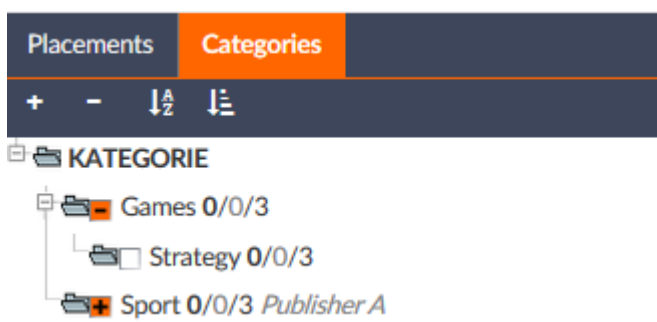 Placements Categories
+ - A Z
KATEGORIE
Games 0/0/3
Strategy 0/0/3
Sport 0/0/3 Publisher A